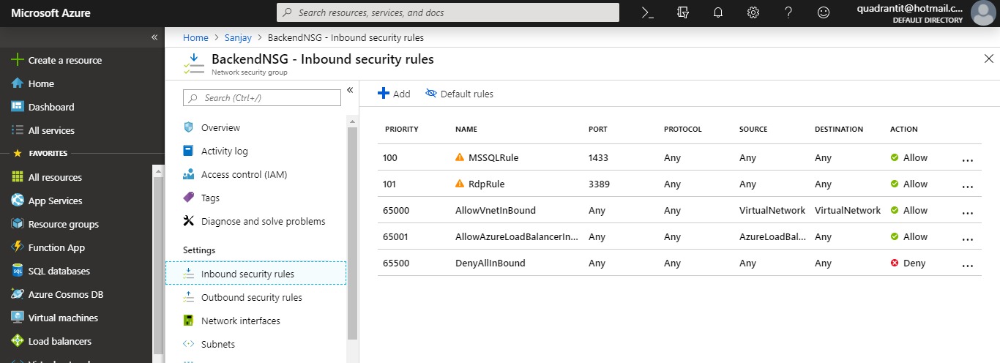 Microsoft Azure
Search resources, services, and docs
quadrantit@hotmail.c...
DEFAULT DIRECTORY
Create a resource
Home
Dashboard
All services
FAVORITES
All resources
App Services
Resource groups
Function App
SQL databases
Azure Cosmos DB
Virtual machines
Load balancers
Home > Sanjay > BackendNSG - Inbound security rules
BackendNSG - Inbound security rules
Network security group
Search (Ctrl+/)
Overview
Activity log
Access control (IAM)
Tags
Diagnose and solve problems
Settings
Inbound security rules
Outbound security rules
Network interfaces
Subnets
Add Default rules
PRIORITY NAME PORT PROTOCOL SOURCE DESTINATION ACTION
100 MSSQLRule 1433 Any Any Any Allow ...
101 RdpRule 3389 Any Any Any Allow ...
65000 AllowVnetInBound Any Any VirtualNetwork VirtualNetwork Allow ...
65001 AllowAzureLoadBalancerIn... Any Any AzureLoadBal... Any Allow ...
65500 DenyAllInBound Any Any Any Any Deny ...